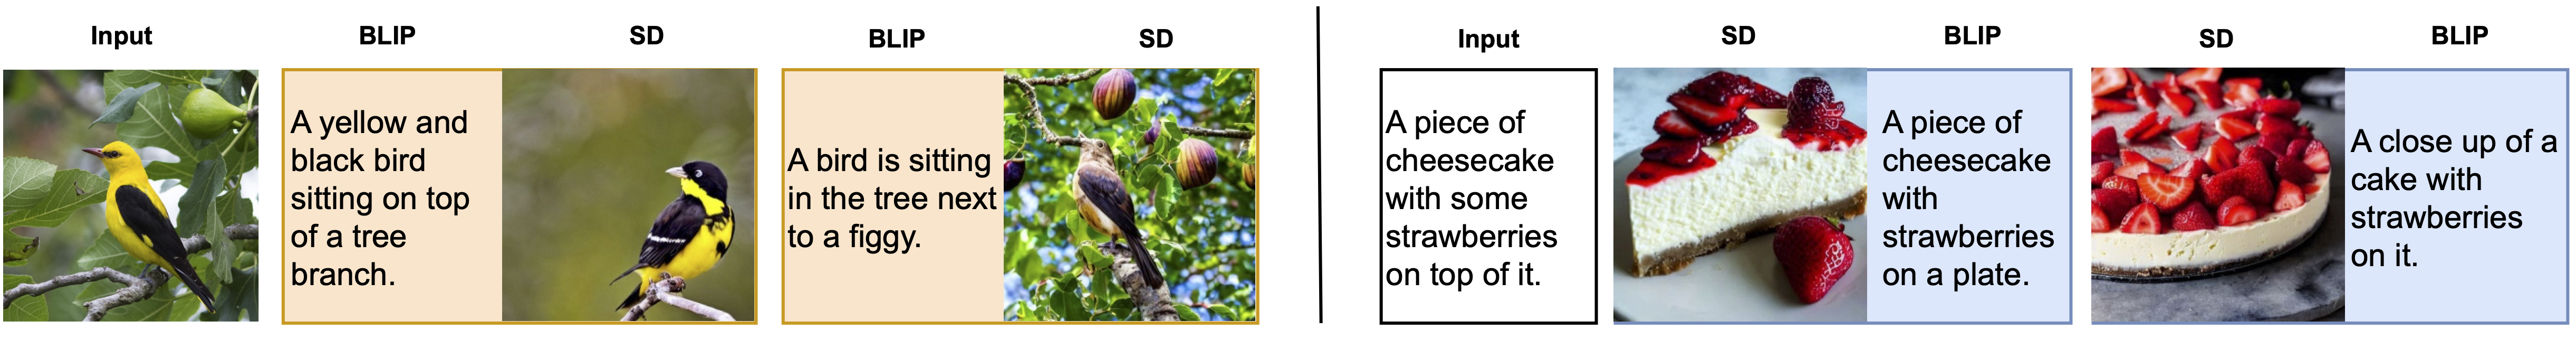 Input
BLIP
SD
BLIP
SD
A yellow and
black bird
sitting on top
of a tree
branch.
A bird is sitting
in the tree next
to a figgy.
Input
SD
BLIP
SD
BLIP
A piece of
cheesecake
with some
strawberries
on top of it.
A piece of
cheesecake
with
strawberries
on a plate.
A close up of a
cake with
strawberries
on it.